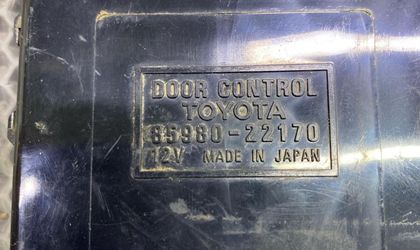 DOOR CONTROL
TOYOTA
85980-22170
12V MADE IN JAPAN